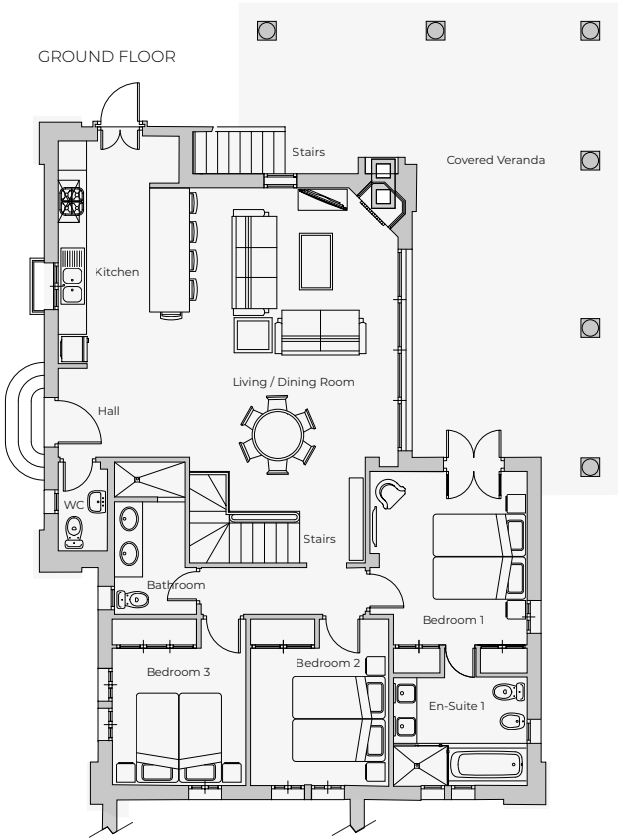 GROUND FLOOR
Stairs
Covered Veranda
Kitchen
Living / Dining Room
Hall
WC
Stairs
Bathroom
Bedroom 1
Bedroom 2
Bedroom 3
En-Suite 1